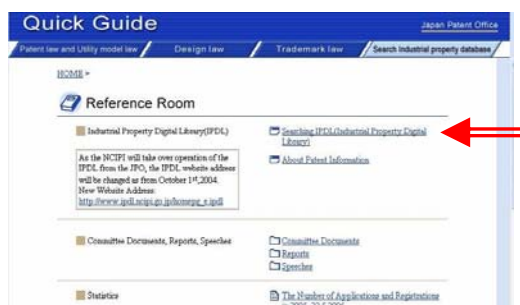 Quick Guide
Japan Patent Office
Patent law and Utility model law
Design law
Trademark law
Search Industrial property database
HOME >
Reference Room
Industrial Property Digital Library(IPDL)
Searching IPDL(Industrial Property Digital
Library)
About Patent Information
As the NCIPI will take over operation of the
IPDL from the JPO, the IPDL website address
will be changed as from October 1st,2004.
New Website Address:
http://www.ipdl.ncipi.go.jp/homepg_e.ipdl
Committee Documents, Reports, Speeches
Committee Documents
Reports
Speeches
Statistics
The Number of Applications and Registrations